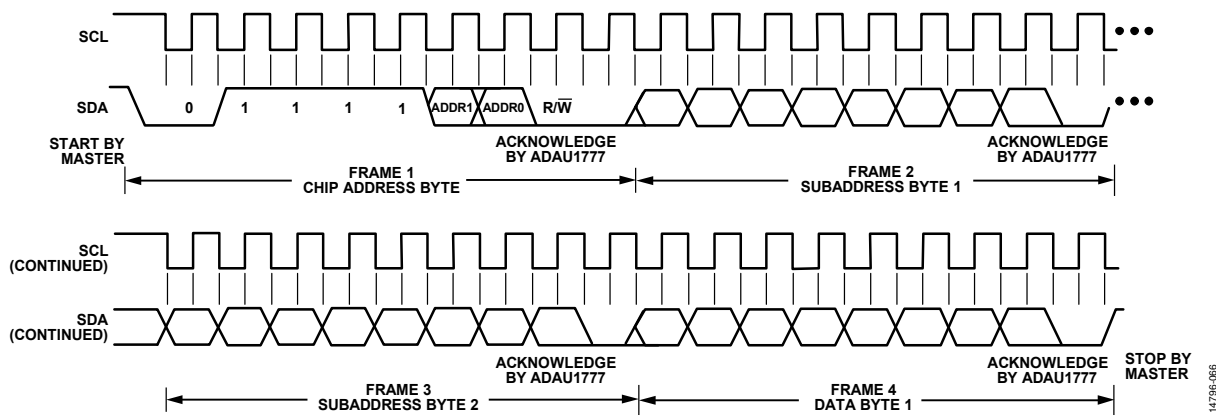 SCL
SDA
0 1 1 1 1 ADDR1 ADDR0 R/W̅
START BY
MASTER
ACKNOWLEDGE
BY ADAU1777
ACKNOWLEDGE
BY ADAU1777
FRAME 1
CHIP ADDRESS BYTE
FRAME 2
SUBADDRESS BYTE 1
SCL
(CONTINUED)
SDA
(CONTINUED)
ACKNOWLEDGE
BY ADAU1777
ACKNOWLEDGE
BY ADAU1777
STOP BY
MASTER
FRAME 3
SUBADDRESS BYTE 2
FRAME 4
DATA BYTE 1
14796-066